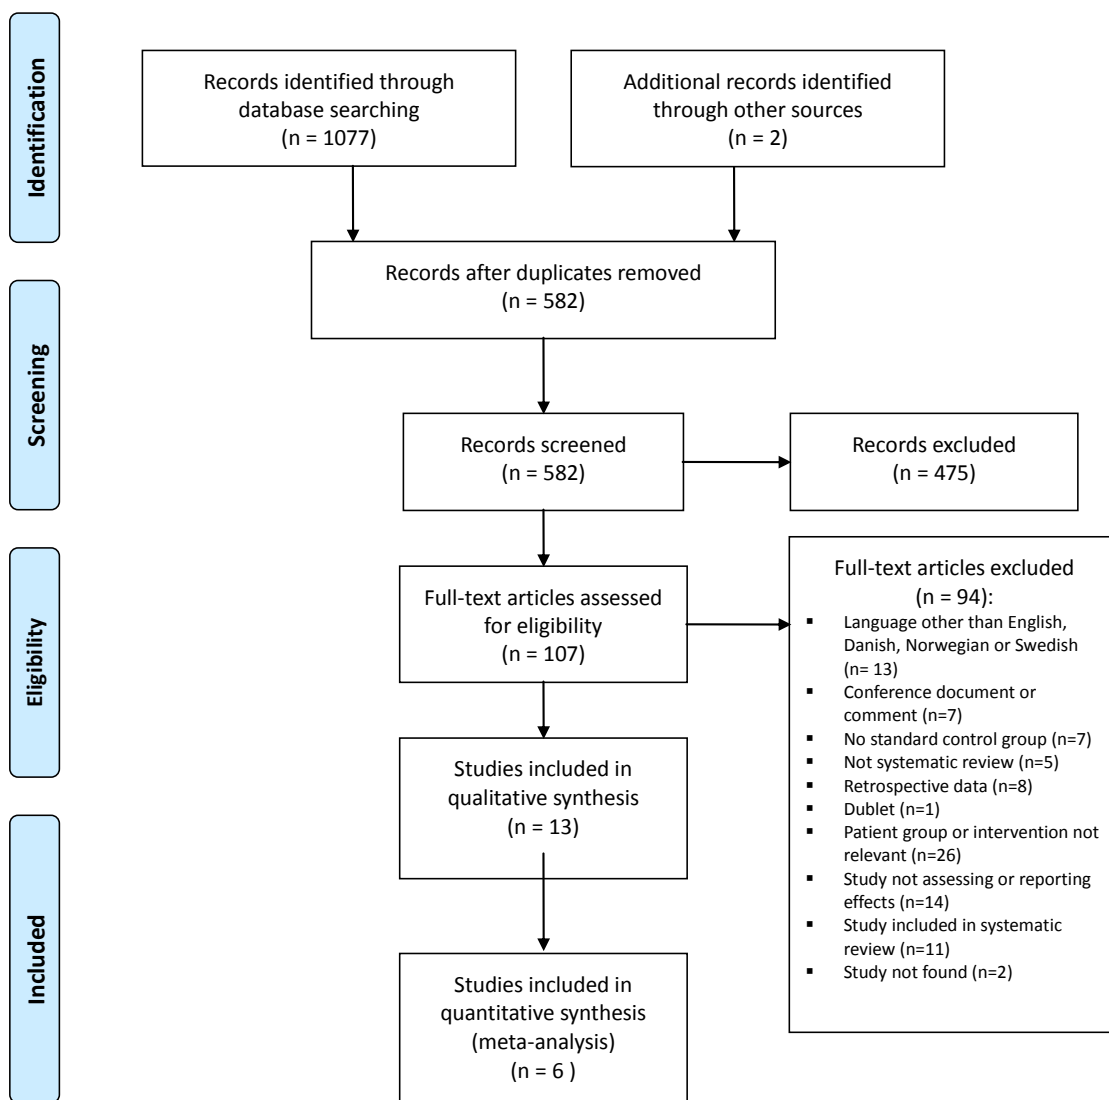 Identification
Records identified through
database searching
(n = 1077)
Additional records identified
through other sources
(n = 2)
Records after duplicates removed
(n = 582)
Screening
Records screened
(n = 582)
Records excluded
(n = 475)
Eligibility
Full-text articles assessed
for eligibility
(n = 107)
Full-text articles excluded
(n = 94):
▪ Language other than English,
Danish, Norwegian or Swedish
(n= 13)
▪ Conference document or
comment (n=7)
▪ No standard control group (n=7)
▪ Not systematic review (n=5)
▪ Retrospective data (n=8)
▪ Dublet (n=1)
▪ Patient group or intervention not
relevant (n=26)
▪ Study not assessing or reporting
effects (n=14)
▪ Study included in systematic
review (n=11)
▪ Study not found (n=2)
Studies included in
qualitative synthesis
(n = 13)
Included
Studies included in
quantitative synthesis
(meta-analysis)
(n = 6 )